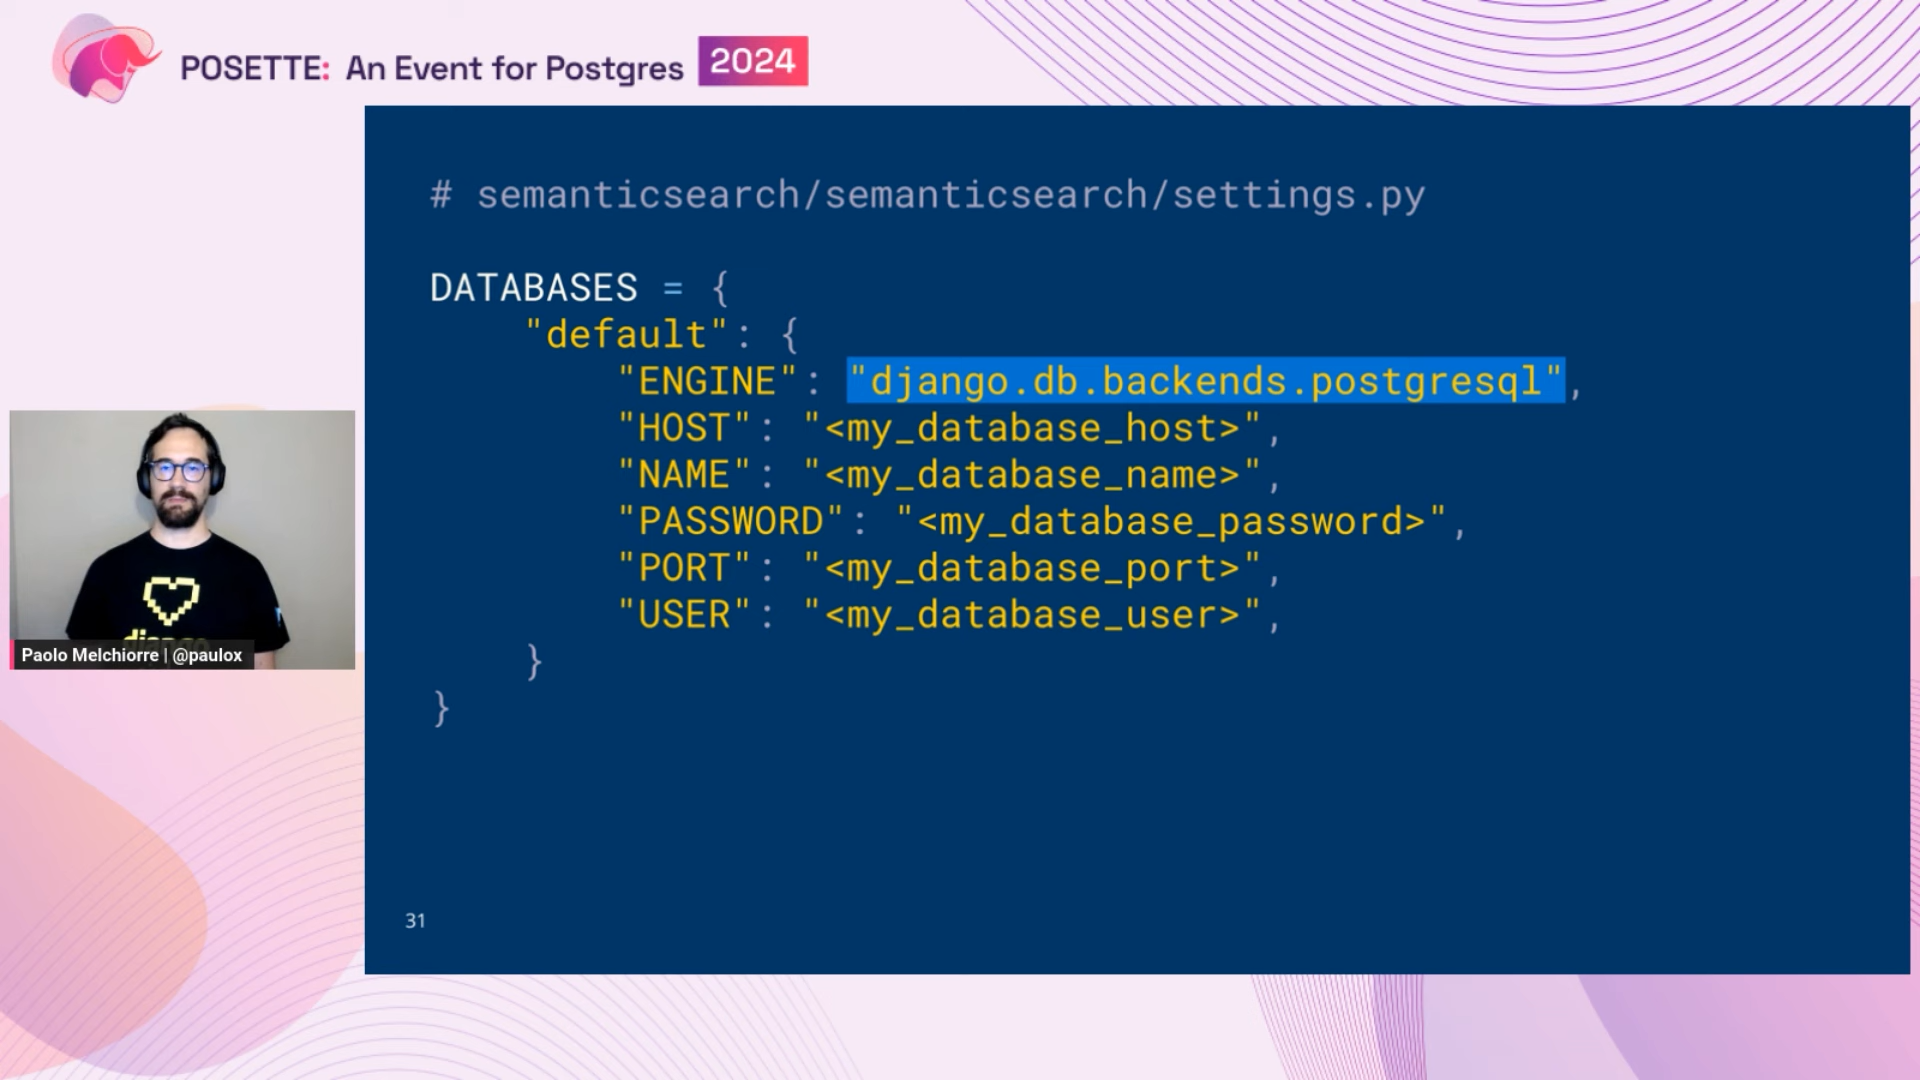 POSETTE: An Event for Postgres 2024
# semanticsearch/semanticsearch/settings.py
DATABASES = {
"default": {
"ENGINE": "django.db.backends.postgresql",
"HOST": "<my_database_host>",
"NAME": "<my_database_name>",
"PASSWORD": "<my_database_password>",
"PORT": "<my_database_port>",
"USER": "<my_database_user>",
}
}
31
django
Paolo Melchiorre | @paulox